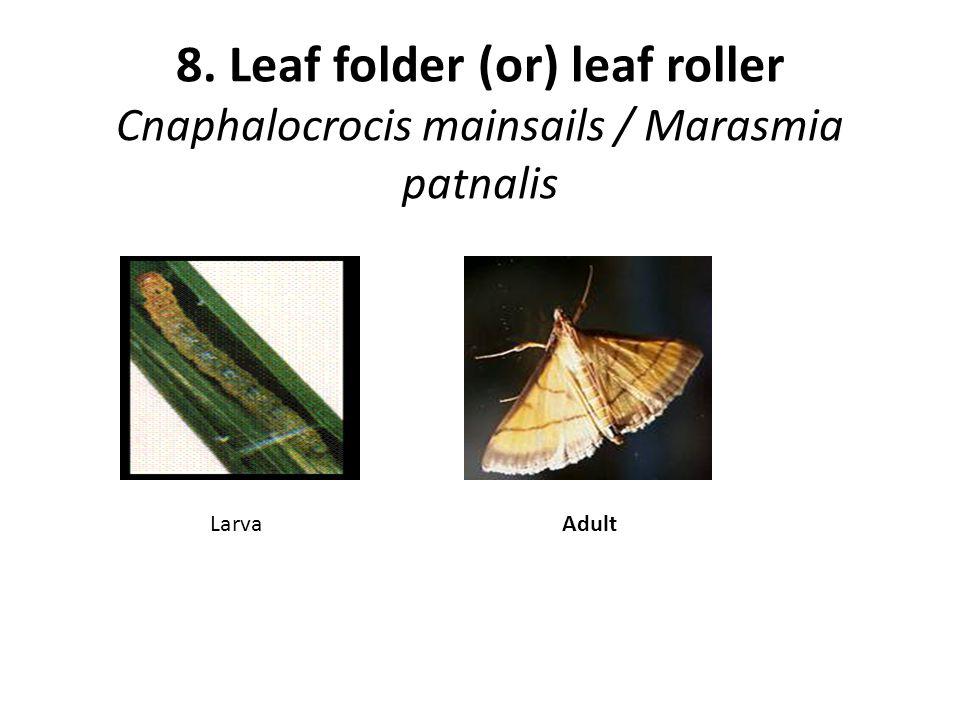 8. Leaf folder (or) leaf roller
Cnaphalocrocis mainsails / Marasmia
patnalis
Larva
Adult